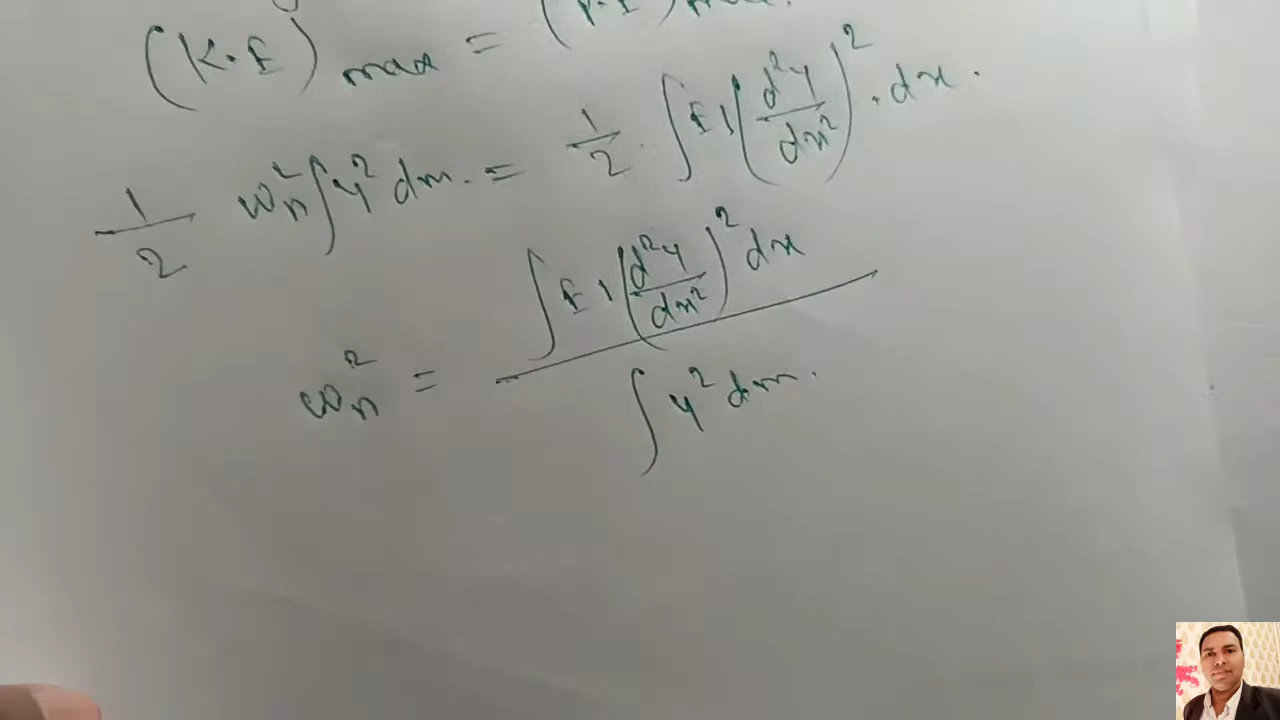 (K.E) max = (P.E) max.
1/2 ωn² ∫ y² dm. = 1/2 . ∫ EI (d²y/dx²)² . dx.
ωn² = ∫ EI (d²y/dx²)² dx / ∫ y² dm.